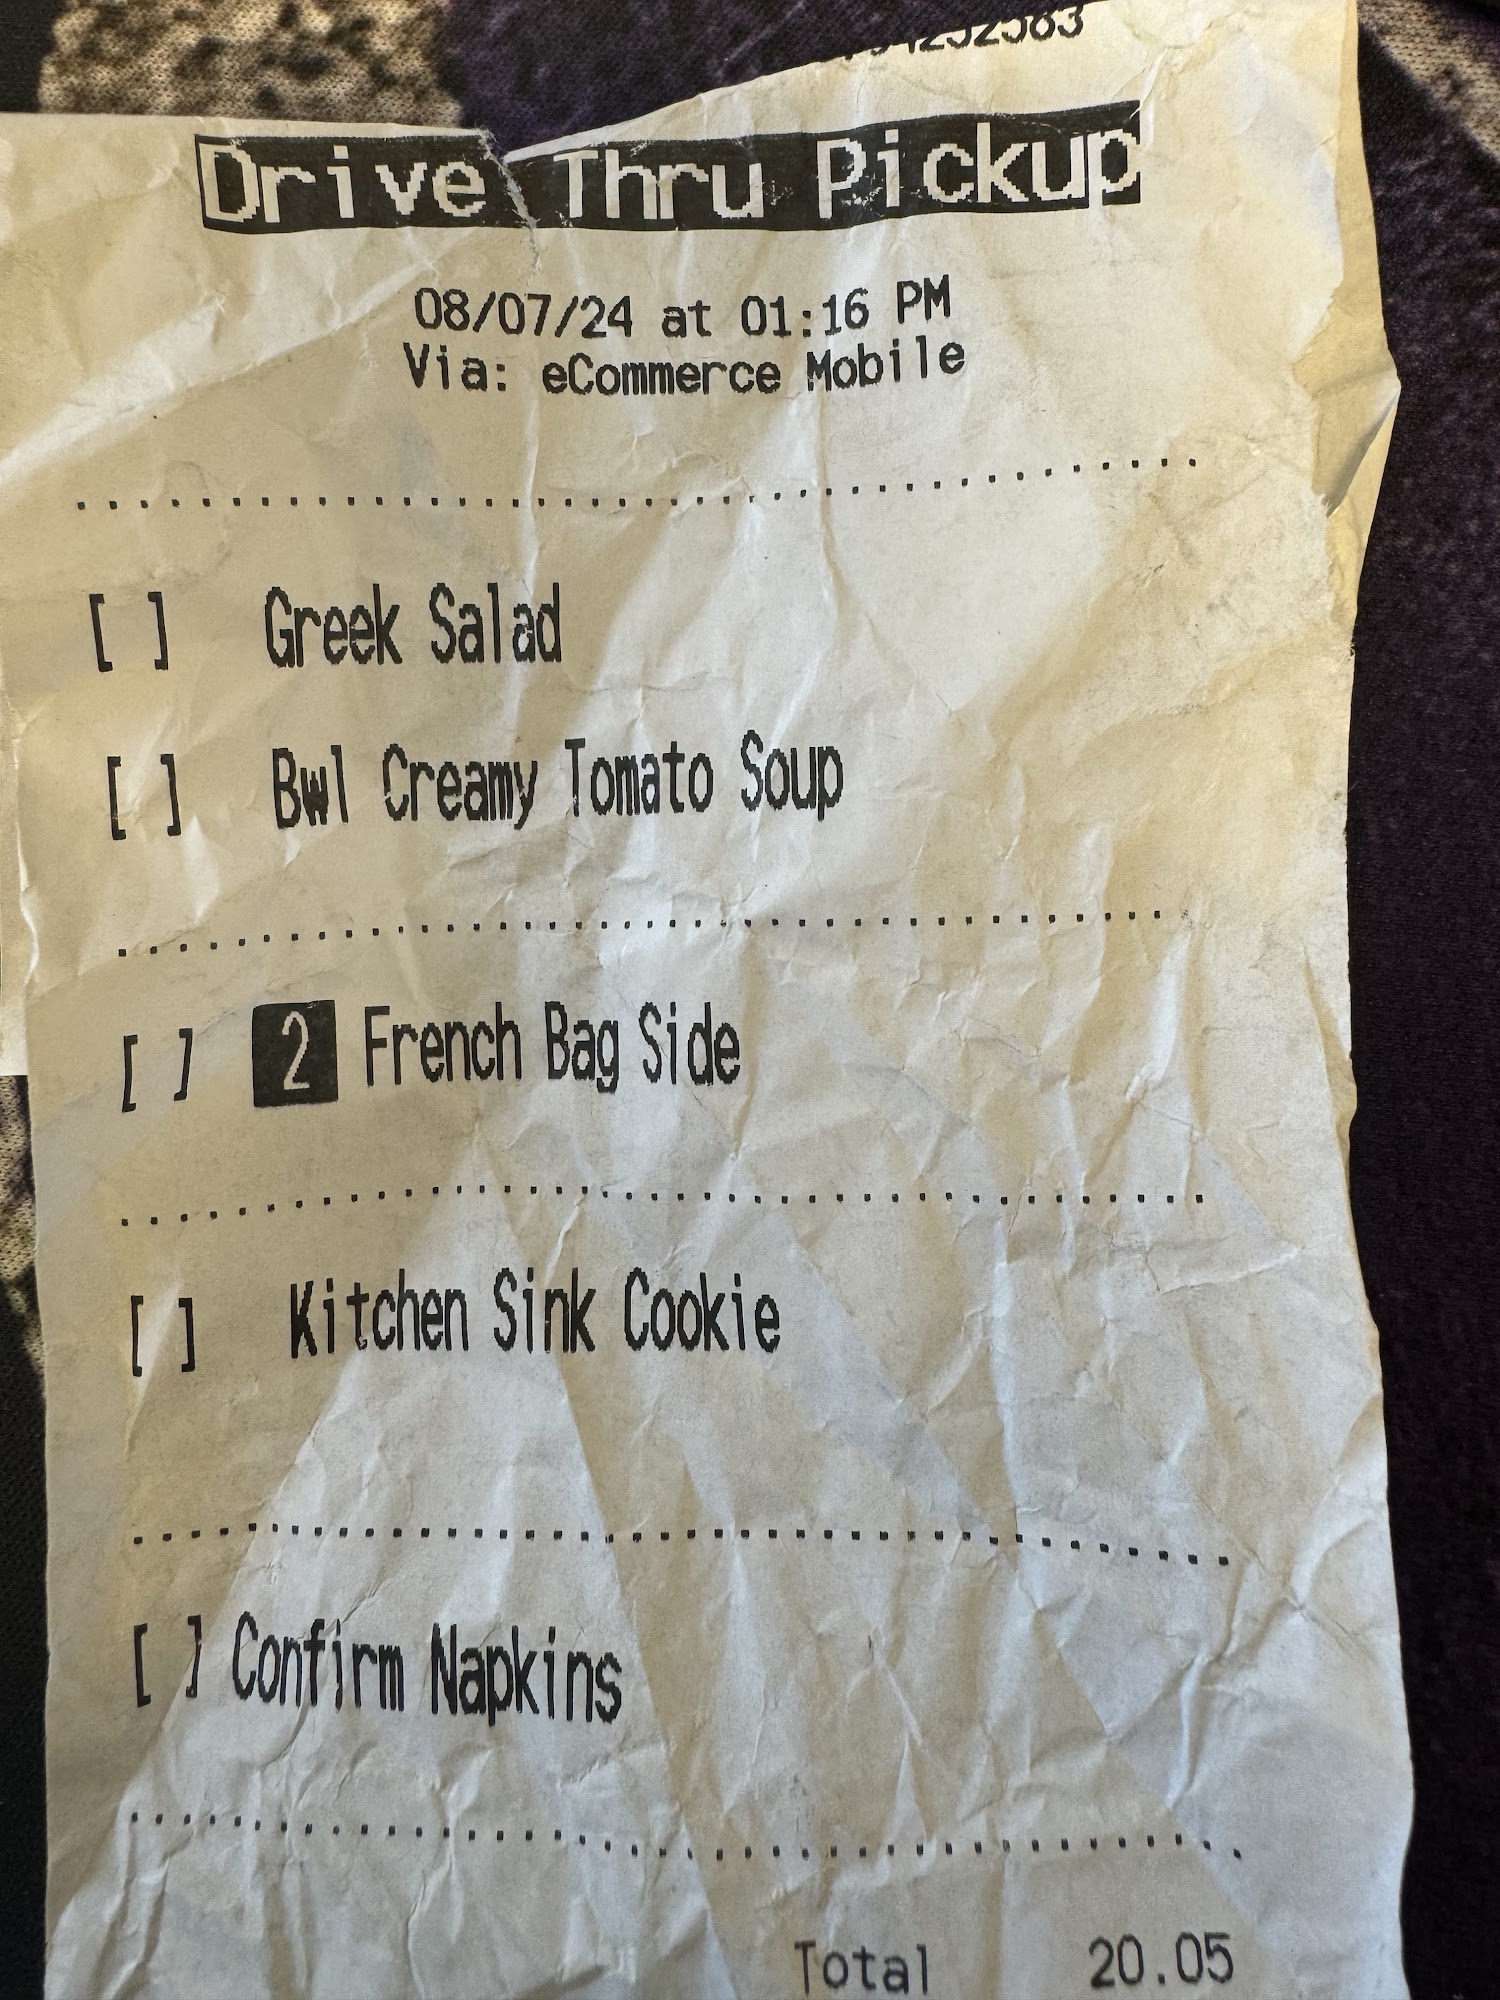 Drive Thru Pickup
08/07/24 at 01:16 PM
Via: eCommerce Mobile
[ ] Greek Salad
[ ] Bwl Creamy Tomato Soup
[ ] 2 French Bag Side
[ ] Kitchen Sink Cookie
[ ] Confirm Napkins
Total 20.05